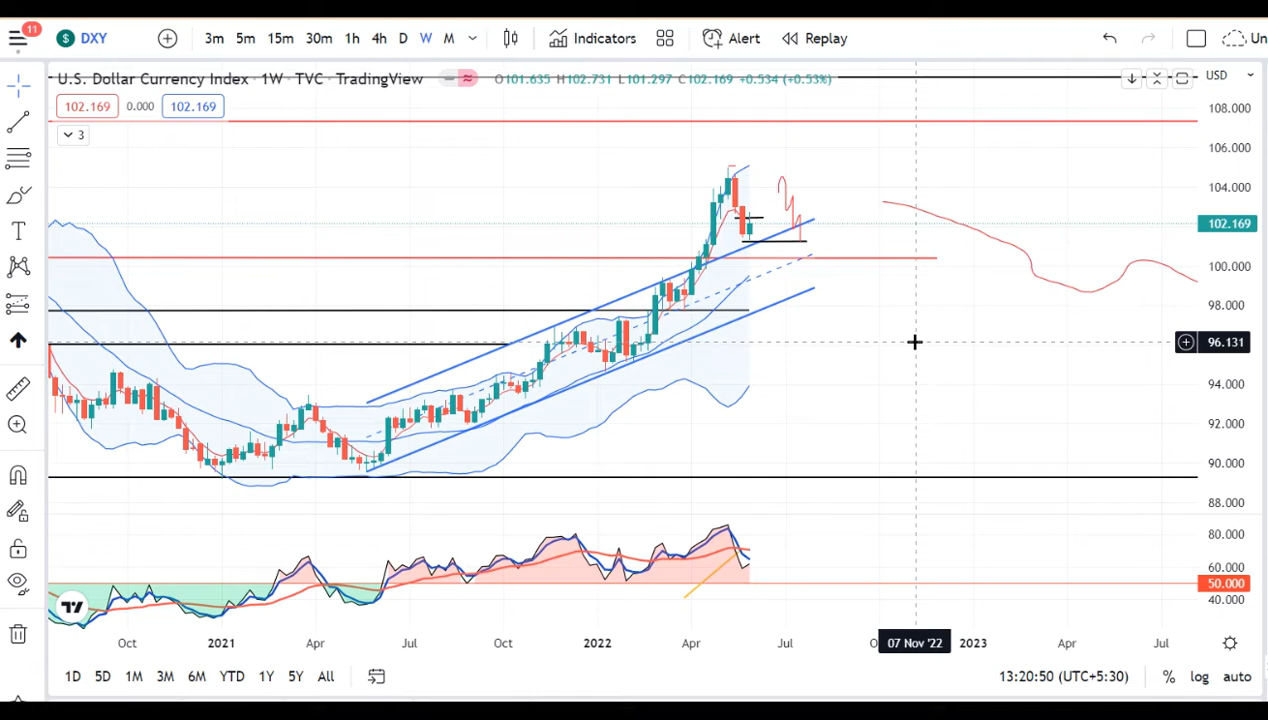 11
$ DXY
3m 5m 15m 30m 1h 4h D W M Indicators Alert Replay Un
U.S. Dollar Currency Index · 1W · TVC · TradingView O101.635 H102.731 L101.297 C102.169 +0.534 (+0.53%)
USD
102.169 0.000 102.169
3
108.000
106.000
104.000
102.169
100.000
98.000
96.131
94.000
92.000
90.000
88.000
80.000
60.000
50.000
40.000
Oct 2021 Apr Jul Oct 2022 Apr Jul O 07 Nov '22 2023 Apr Jul
1D 5D 1M 3M 6M YTD 1Y 5Y All 13:20:50 (UTC+5:30) % log auto